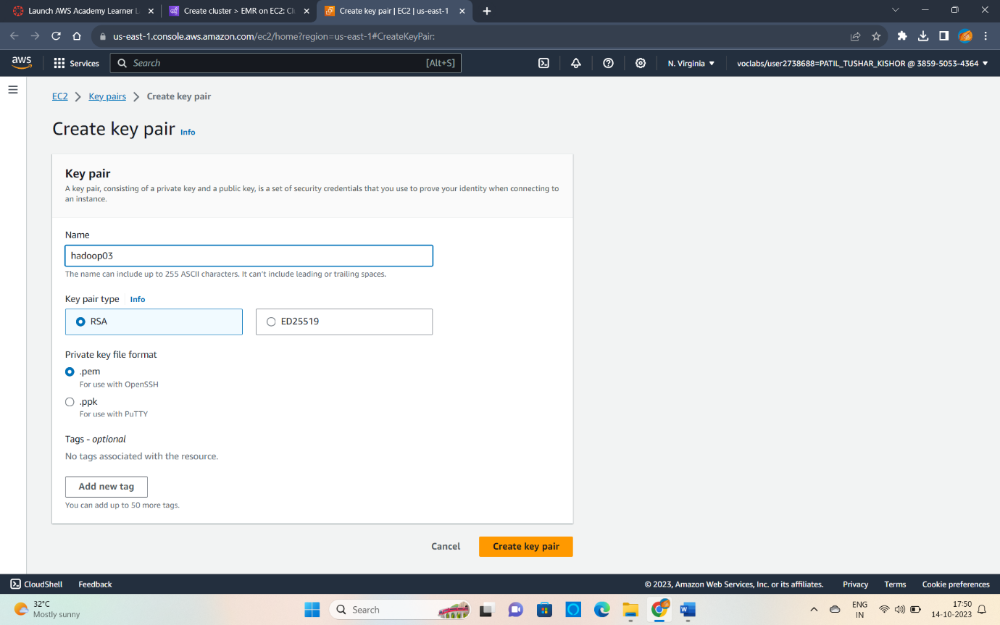 Launch AWS Academy Learner L
Create cluster > EMR on EC2: Cl
Create key pair | EC2 | us-east-1
us-east-1.console.aws.amazon.com/ec2/home?region=us-east-1#CreateKeyPair:
aws
Services
Search
[Alt+S]
N. Virginia
voclabs/user2738688=PATIL_TUSHAR_KISHOR @ 3859-5053-4364
EC2
Key pairs
Create key pair
Create key pair Info
Key pair
A key pair, consisting of a private key and a public key, is a set of security credentials that you use to prove your identity when connecting to
an instance.
Name
hadoop03
The name can include up to 255 ASCII characters. It can't include leading or trailing spaces.
Key pair type Info
RSA
ED25519
Private key file format
.pem
For use with OpenSSH
.ppk
For use with PuTTY
Tags - optional
No tags associated with the resource.
Add new tag
You can add up to 50 more tags.
Cancel
Create key pair
CloudShell
Feedback
© 2023, Amazon Web Services, Inc. or its affiliates.
Privacy
Terms
Cookie preferences
32°C
Mostly sunny
Search
ENG
IN
17:50
14-10-2023